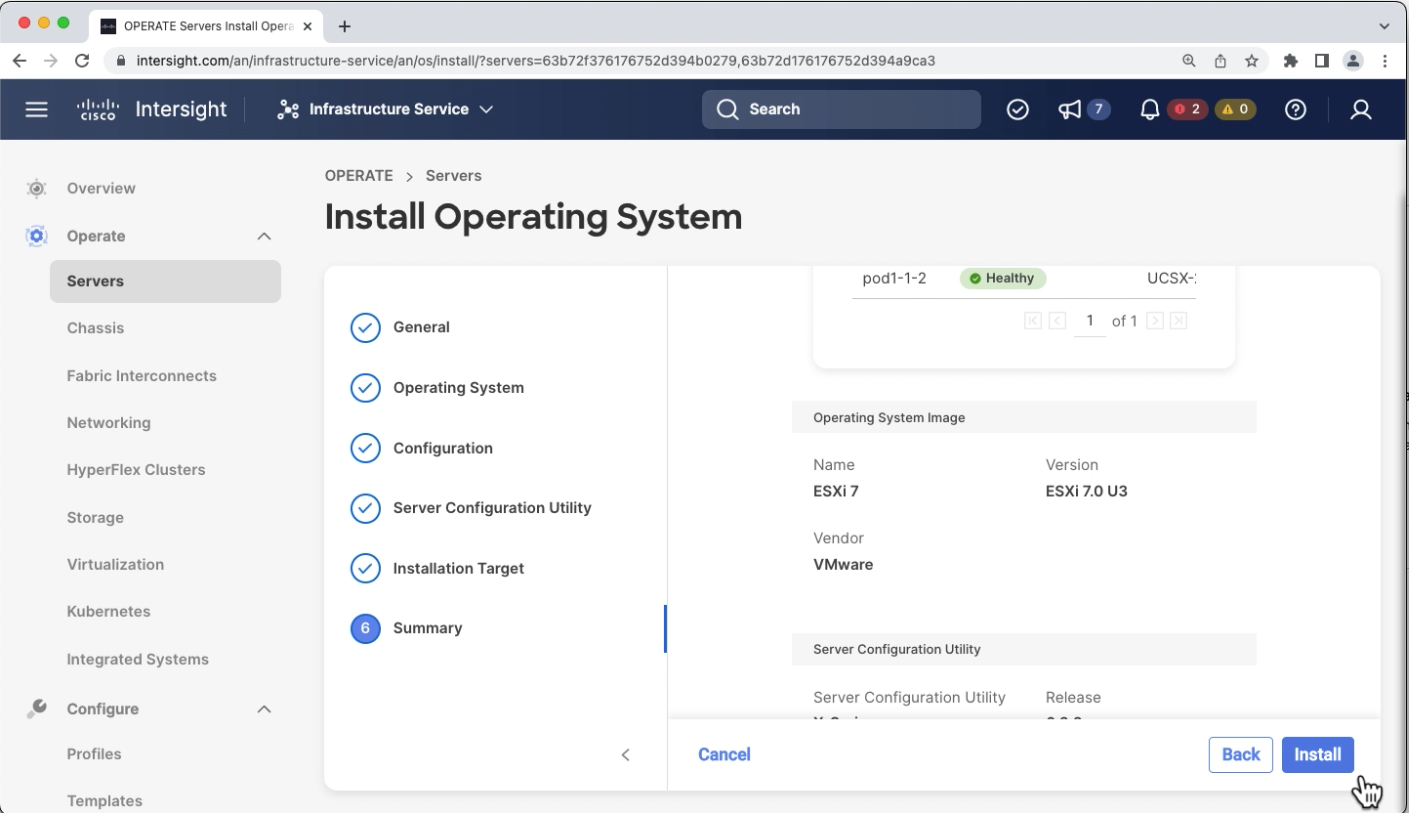 OPERATE Servers Install Opera
intersight.com/an/infrastructure-service/an/os/install/?servers=63b72f376176752d394b0279,63b72d176176752d394a9ca3
cisco Intersight Infrastructure Service Search 7 2 0
Overview
Operate
Servers
Chassis
Fabric Interconnects
Networking
HyperFlex Clusters
Storage
Virtualization
Kubernetes
Integrated Systems
Configure
Profiles
Templates
OPERATE > Servers
Install Operating System
General
Operating System
Configuration
Server Configuration Utility
Installation Target
6 Summary
pod1-1-2 Healthy UCSX-
1 of 1
Operating System Image
Name Version
ESXi 7 ESXi 7.0 U3
Vendor
VMware
Server Configuration Utility
Server Configuration Utility Release
Cancel Back Install